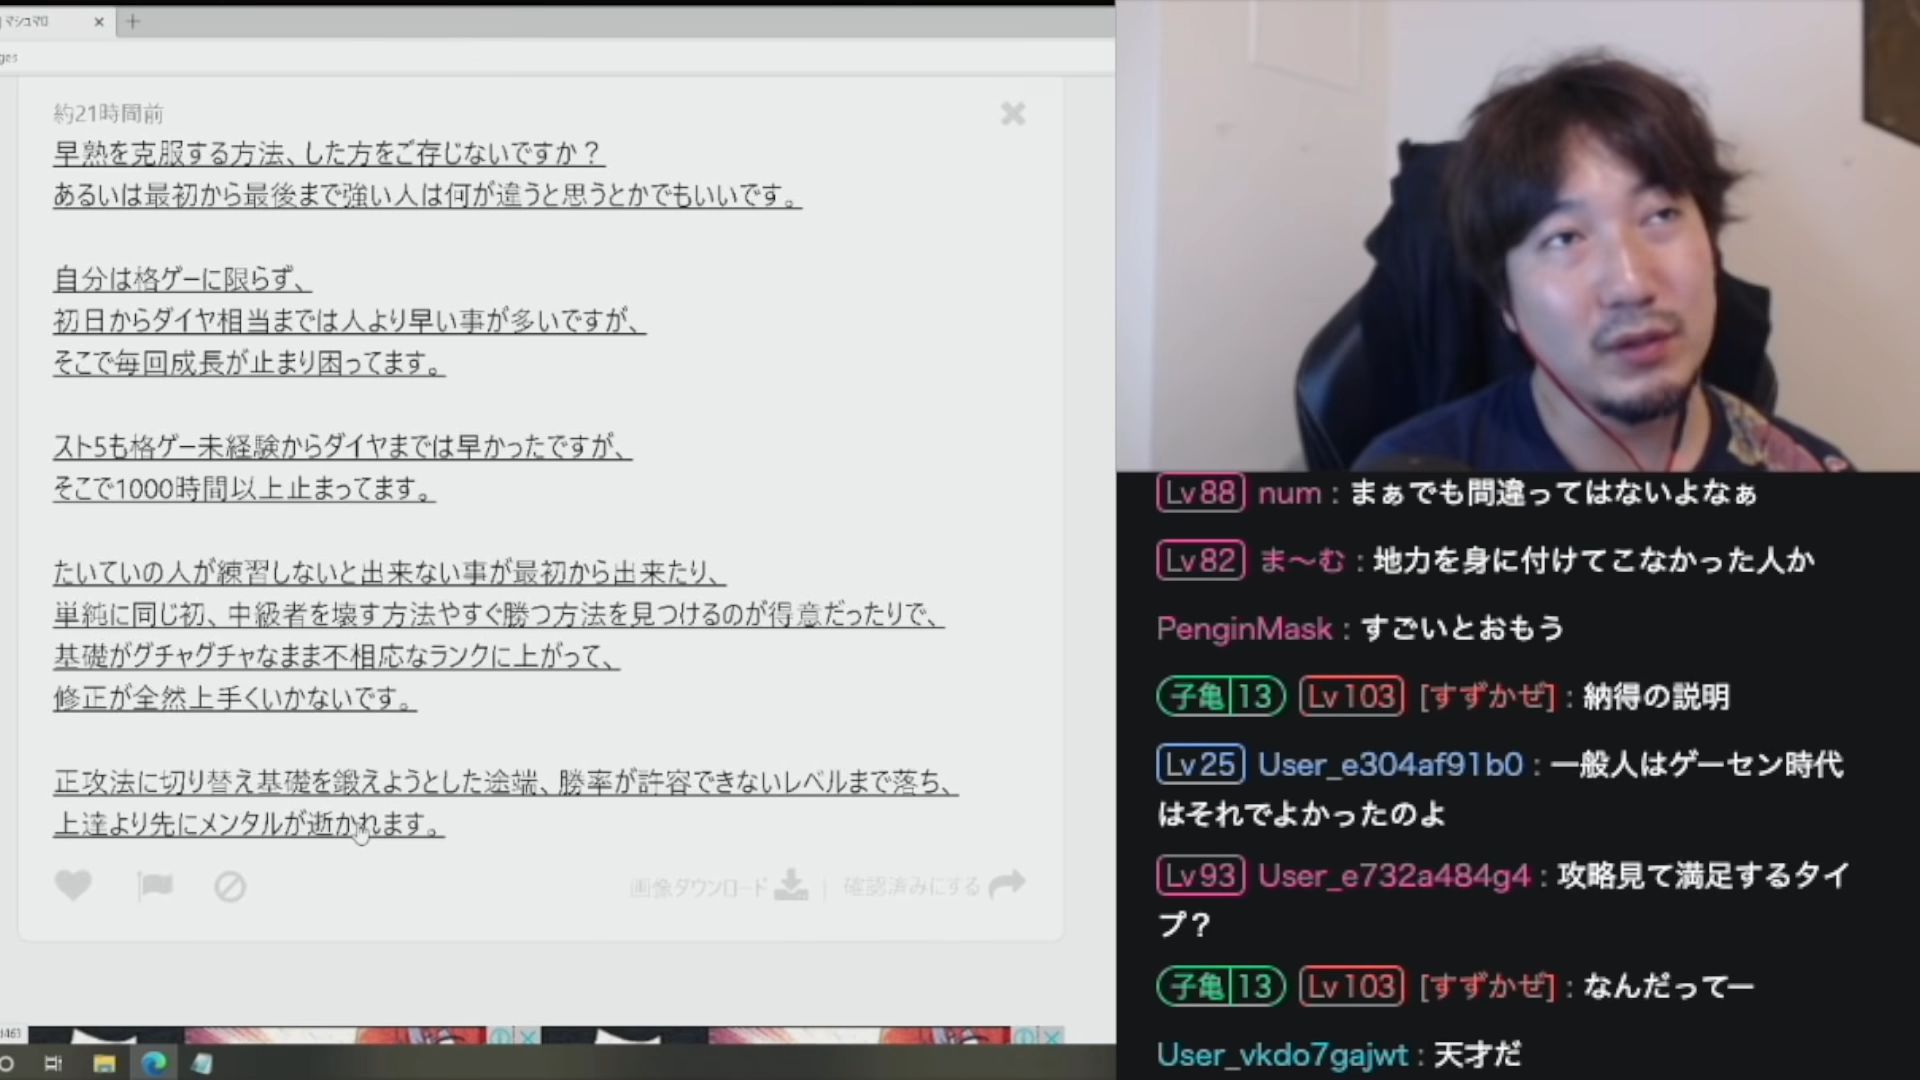 マシュマロ
ges
約21時間前
早熟を克服する方法、した方をご存じないですか？
あるいは最初から最後まで強い人は何が違うと思うとかでもいいです。
自分は格ゲーに限らず、
初日からダイヤ相当までは人より早い事が多いですが、
そこで毎回成長が止まり困ってます。
スト5も格ゲー未経験からダイヤまでは早かったですが、
そこで1000時間以上止まってます。
たいていの人が練習しないと出来ない事が最初から出来たり、
単純に同じ初、中級者を壊す方法やすぐ勝つ方法を見つけるのが得意だったりで、
基礎がグチャグチャなまま不相応なランクに上がって、
修正が全然上手くいかないです。
正攻法に切り替え基礎を鍛えようとした途端、勝率が許容できないレベルまで落ち、
上達より先にメンタルが逝かれます。
画像ダウンロード | 確認済みにする
Lv88 num : まぁでも間違ってはないよなぁ
Lv82 ま〜む : 地力を身に付けてこなかった人か
PenginMask : すごいとおもう
子亀 13 Lv103 [すずかぜ] : 納得の説明
Lv25 User_e304af91b0 : 一般人はゲーセン時代
はそれでよかったのよ
Lv93 User_e732a484g4 : 攻略見て満足するタイ
プ？
子亀 13 Lv103 [すずかぜ] : なんだってー
User_vkdo7gajwt : 天才だ